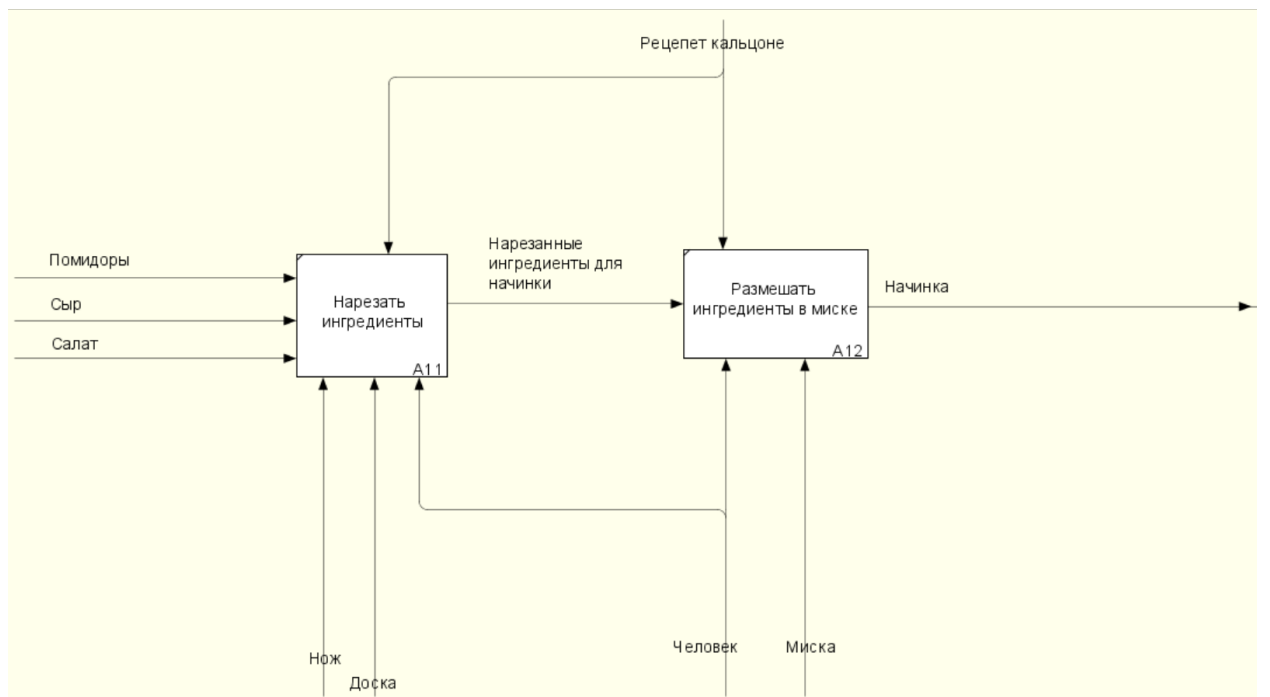 Рецепет кальцоне
Помидоры
Сыр
Салат
Нарезать
ингредиенты
A11
Нарезанные
ингредиенты для
начинки
Размешать
ингредиенты в миске
A12
Начинка
Нож
Доска
Человек
Миска